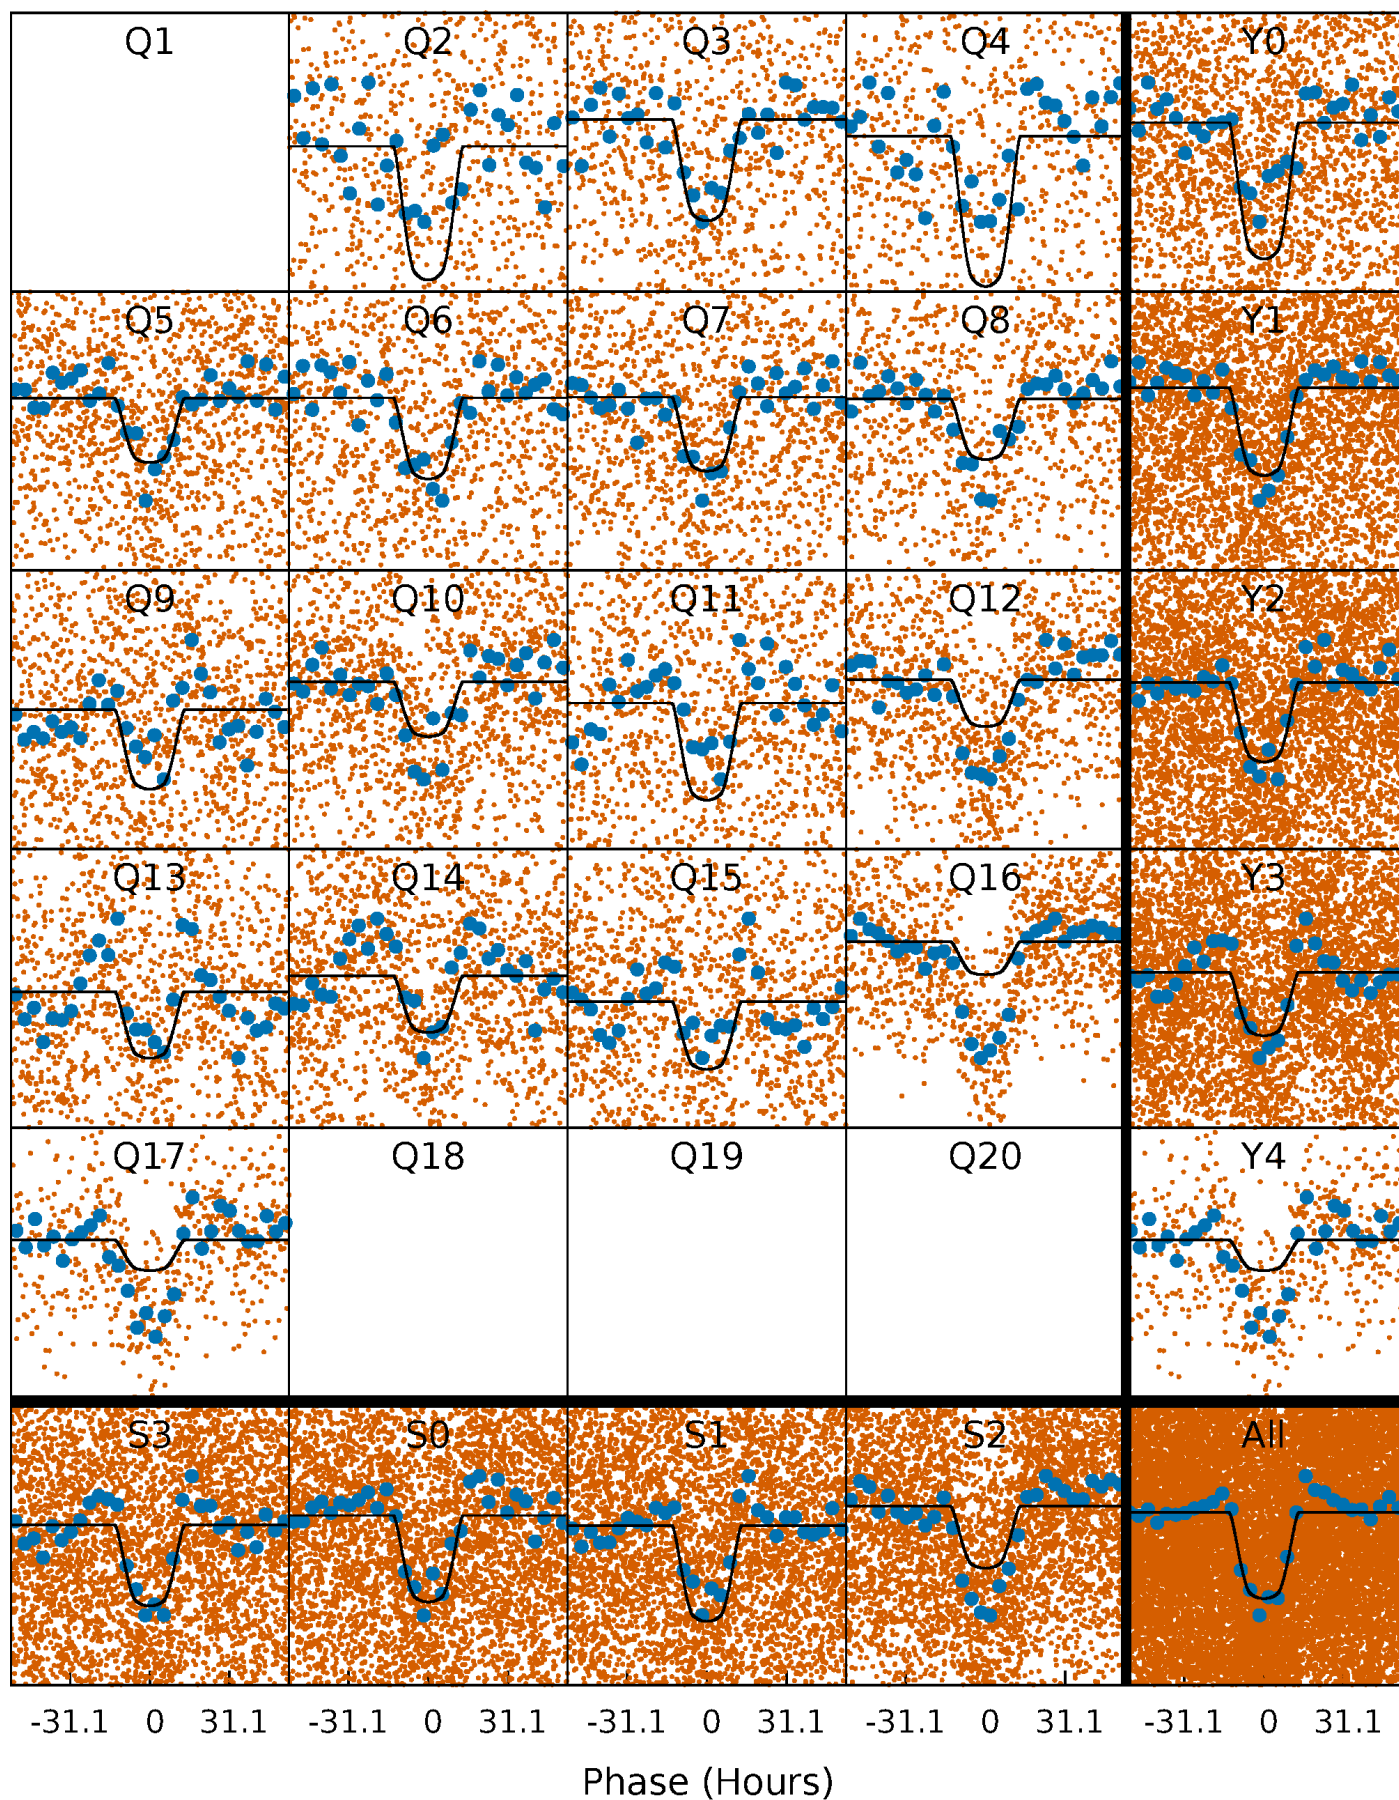 Q1 Q2 Q3 Q4 Y0
Q5 Q6 Q7 Q8 Y1
Q9 Q10 Q11 Q12 Y2
Q13 Q14 Q15 Q16 Y3
Q17 Q18 Q19 Q20 Y4
S3 S0 S1 S2 All
-31.1 0 31.1 -31.1 0 31.1 -31.1 0 31.1 -31.1 0 31.1 -31.1 0 31.1
Phase (Hours)